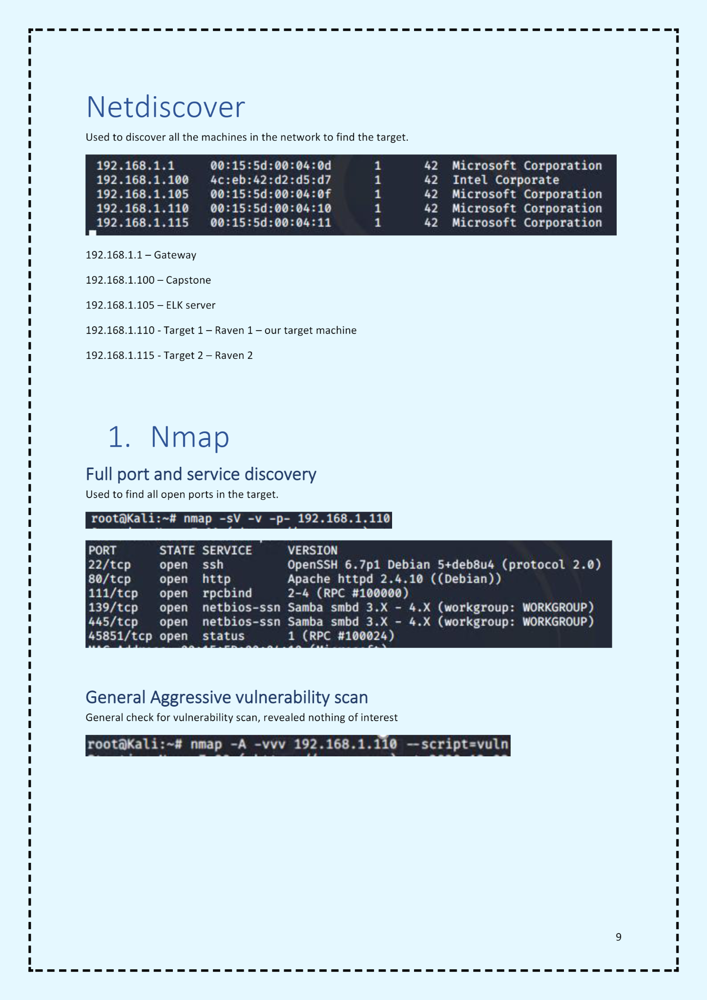 Netdiscover
Used to discover all the machines in the network to find the target.
192.168.1.1 00:15:5d:00:04:0d 1 42 Microsoft Corporation
192.168.1.100 4c:eb:42:d2:d5:d7 1 42 Intel Corporate
192.168.1.105 00:15:5d:00:04:0f 1 42 Microsoft Corporation
192.168.1.110 00:15:5d:00:04:10 1 42 Microsoft Corporation
192.168.1.115 00:15:5d:00:04:11 1 42 Microsoft Corporation
192.168.1.1 – Gateway
192.168.1.100 – Capstone
192.168.1.105 – ELK server
192.168.1.110 - Target 1 – Raven 1 – our target machine
192.168.1.115 - Target 2 – Raven 2
1. Nmap
Full port and service discovery
Used to find all open ports in the target.
root@Kali:~# nmap -sV -v -p- 192.168.1.110
PORT STATE SERVICE VERSION
22/tcp open ssh OpenSSH 6.7p1 Debian 5+deb8u4 (protocol 2.0)
80/tcp open http Apache httpd 2.4.10 ((Debian))
111/tcp open rpcbind 2-4 (RPC #100000)
139/tcp open netbios-ssn Samba smbd 3.X - 4.X (workgroup: WORKGROUP)
445/tcp open netbios-ssn Samba smbd 3.X - 4.X (workgroup: WORKGROUP)
45851/tcp open status 1 (RPC #100024)
General Aggressive vulnerability scan
General check for vulnerability scan, revealed nothing of interest
root@Kali:~# nmap -A -vvv 192.168.1.110 --script=vuln
9